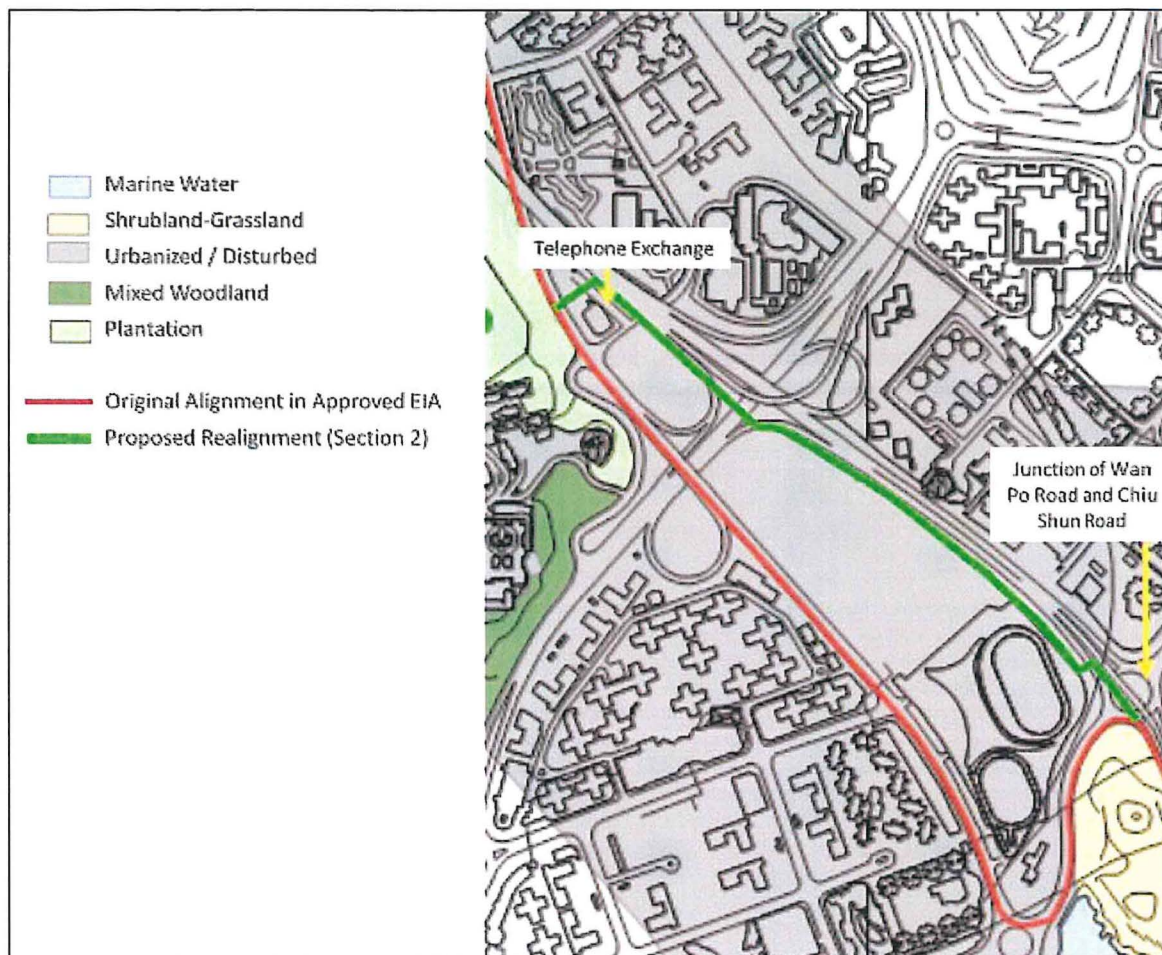 Marine Water
Shrubland-Grassland
Urbanized / Disturbed
Mixed Woodland
Plantation
Original Alignment in Approved EIA
Proposed Realignment (Section 2)
Telephone Exchange
Junction of Wan
Po Road and Chiu
Shun Road